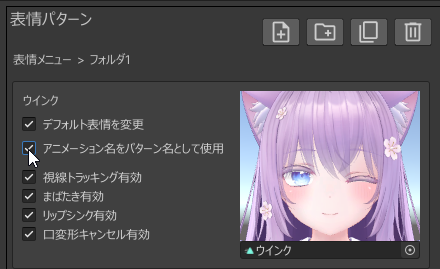 表情パターン
表情メニュー > フォルダ1
ウインク
デフォルト表情を変更
アニメーション名をパターン名として使用
視線トラッキング有効
まばたき有効
リップシンク有効
口変形キャンセル有効
ウインク